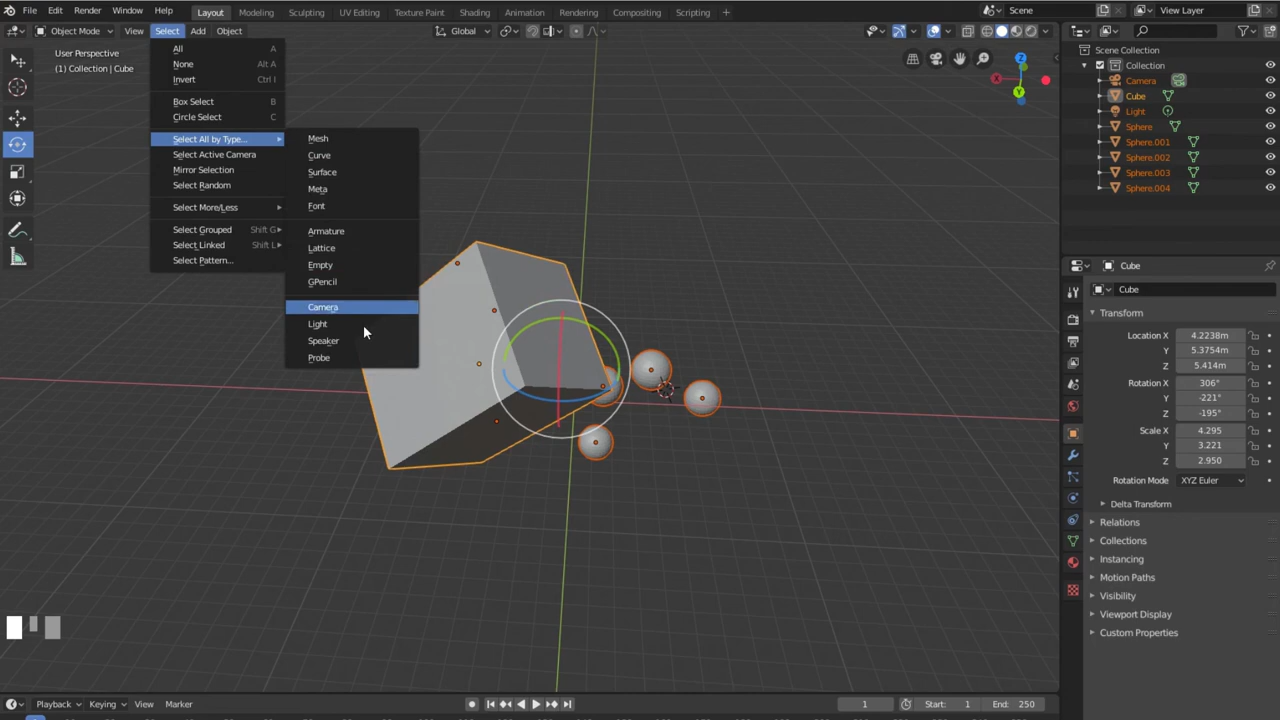 File Edit Render Window Help Layout Modeling Sculpting UV Editing Texture Paint Shading Animation Rendering Compositing Scripting + Scene View Layer
Object Mode View Select Add Object Global
User Perspective
(1) Collection | Cube
All A
None Alt A
Invert Ctrl I
Box Select B
Circle Select C
Select All by Type...
Select Active Camera
Mirror Selection
Select Random
Select More/Less
Select Grouped Shift G
Select Linked Shift L
Select Pattern...
Mesh
Curve
Surface
Meta
Font
Armature
Lattice
Empty
GPencil
Camera
Light
Speaker
Probe
Z
X
Y
Scene Collection
Collection
Camera
Cube
Light
Sphere
Sphere.001
Sphere.002
Sphere.003
Sphere.004
Cube
Cube
Transform
Location X 4.2238m
Y 5.3754m
Z 5.414m
Rotation X 306°
Y -221°
Z -195°
Scale X 4.295
Y 3.221
Z 2.950
Rotation Mode XYZ Euler
Delta Transform
Relations
Collections
Instancing
Motion Paths
Visibility
Viewport Display
Custom Properties
Playback Keying View Marker 1 Start: 1 End: 250